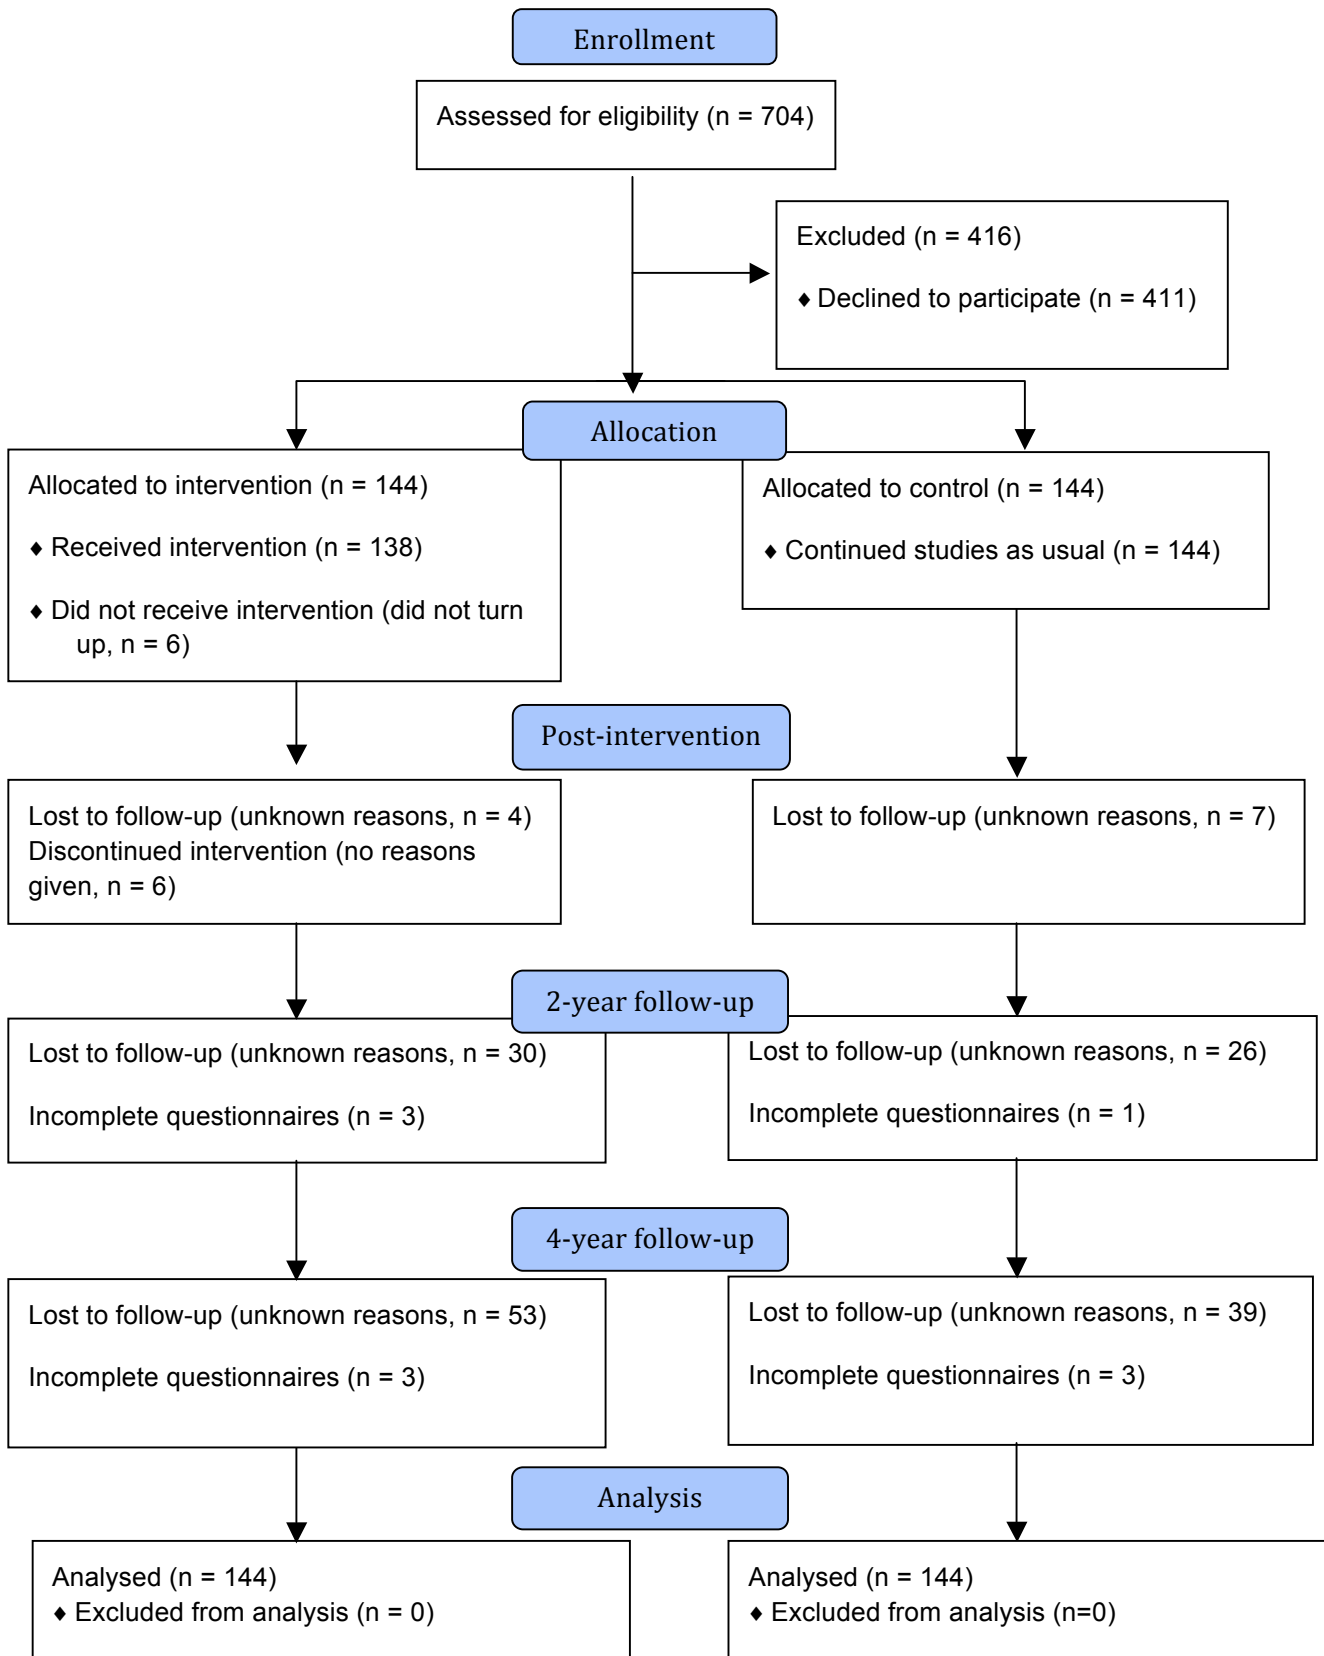 Enrollment
Assessed for eligibility (n = 704)
Excluded (n = 416)
♦ Declined to participate (n = 411)
Allocation
Allocated to intervention (n = 144)
♦ Received intervention (n = 138)
♦ Did not receive intervention (did not turn
up, n = 6)
Allocated to control (n = 144)
♦ Continued studies as usual (n = 144)
Post-intervention
Lost to follow-up (unknown reasons, n = 4)
Discontinued intervention (no reasons
given, n = 6)
Lost to follow-up (unknown reasons, n = 7)
2-year follow-up
Lost to follow-up (unknown reasons, n = 30)
Incomplete questionnaires (n = 3)
Lost to follow-up (unknown reasons, n = 26)
Incomplete questionnaires (n = 1)
4-year follow-up
Lost to follow-up (unknown reasons, n = 53)
Incomplete questionnaires (n = 3)
Lost to follow-up (unknown reasons, n = 39)
Incomplete questionnaires (n = 3)
Analysis
Analysed (n = 144)
♦ Excluded from analysis (n = 0)
Analysed (n = 144)
♦ Excluded from analysis (n=0)